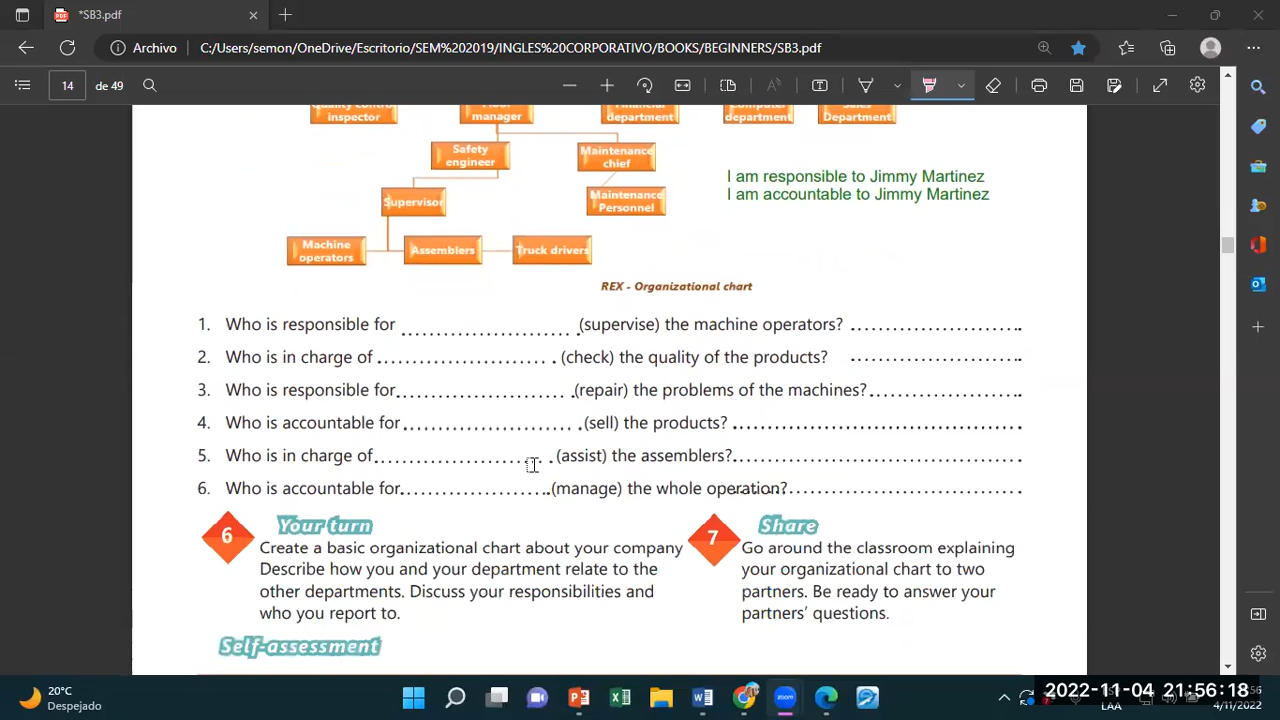 *SB3.pdf
Archivo
C:/Users/semon/OneDrive/Escritorio/SEM%202019/INGLES%20CORPORATIVO/BOOKS/BEGINNERS/SB3.pdf
14 de 49
inspector
manager
department
department
Department
Safety engineer
Maintenance chief
I am responsible to Jimmy Martinez
I am accountable to Jimmy Martinez
Supervisor
Maintenance Personnel
Machine operators
Assemblers
Truck drivers
REX - Organizational chart
1. Who is responsible for ........................ (supervise) the machine operators? ........................
2. Who is in charge of ........................ (check) the quality of the products? ........................
3. Who is responsible for........................ (repair) the problems of the machines?........................
4. Who is accountable for........................ (sell) the products? ........................
5. Who is in charge of........................ (assist) the assemblers?........................
6. Who is accountable for........................(manage) the whole operation?........................
6 Your turn
Create a basic organizational chart about your company
Describe how you and your department relate to the
other departments. Discuss your responsibilities and
who you report to.
7 Share
Go around the classroom explaining
your organizational chart to two
partners. Be ready to answer your
partners' questions.
Self-assessment
20°C
Despejado
LAA
2022-11-04 21:56:18
4/11/2022